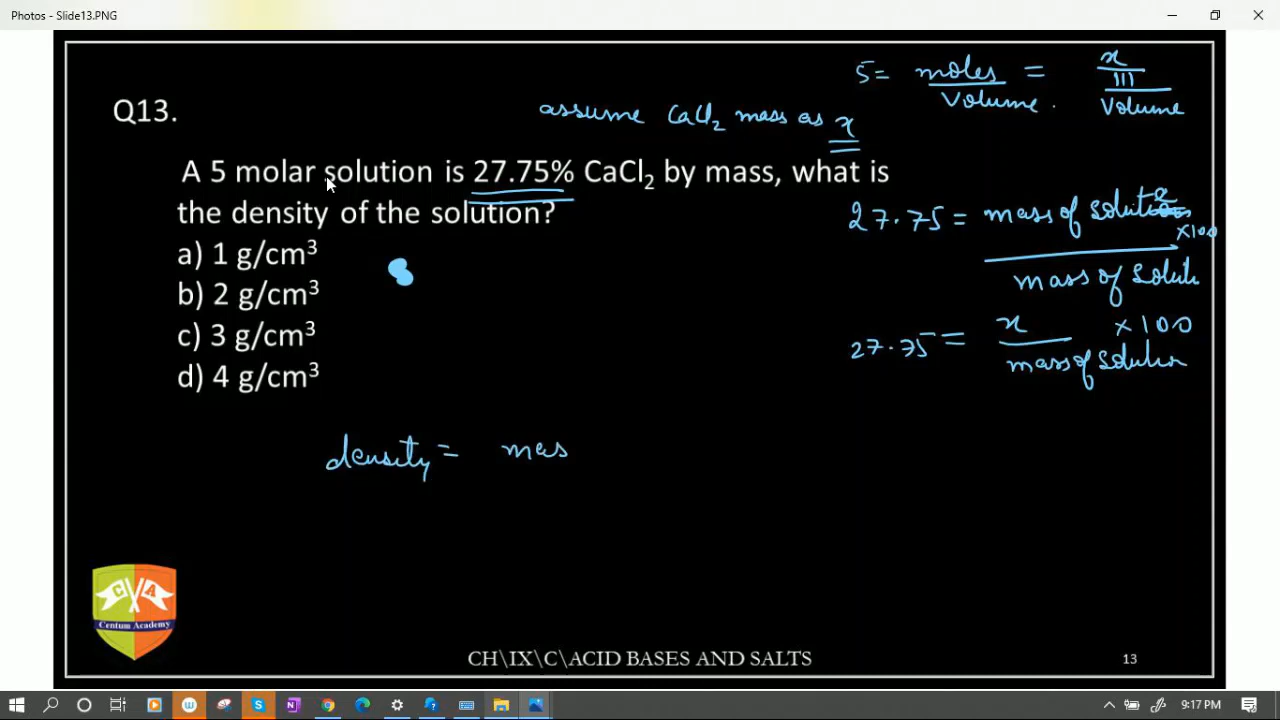 Photos - Slide13.PNG
5 = moles / Volume = x / 111 / Volume
Q13.
assume CaCl2 mass as x
A 5 molar solution is 27.75% CaCl₂ by mass, what is
the density of the solution?
27.75 = mass of Solute ×100 / mass of Soluti
a) 1 g/cm³
b) 2 g/cm³
c) 3 g/cm³
27.75 = x / mass of Solution × 100
d) 4 g/cm³
density = mas
C A
Centum Academy
CH\IX\C\ACID BASES AND SALTS
13
9:17 PM